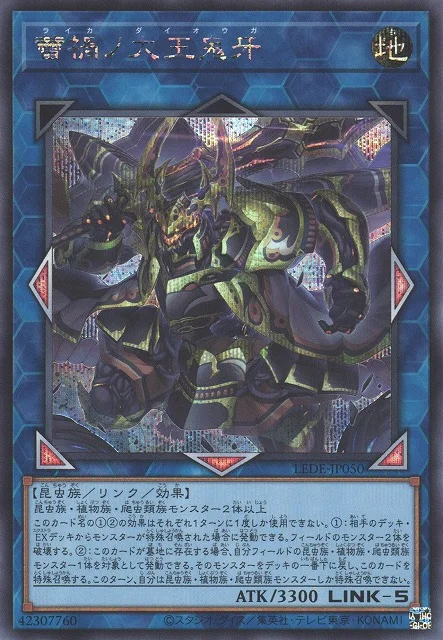 ライカ ダイオウガ
蕾禍ノ大王鬼牙
地
LEDE-JP050
【昆虫族／リンク／効果】
昆虫族・植物族・爬虫類族モンスター2体以上
このカード名の①②の効果はそれぞれ1ターンに1度しか使用できない。①：相手のデッキ・
EXデッキからモンスターが特殊召喚された場合に発動できる。フィールドのモンスター2体を
破壊する。②：このカードが墓地に存在する場合、自分フィールドの昆虫族・植物族・爬虫類族
モンスター1体を対象として発動できる。そのモンスターをデッキの一番下に戻し、このカードを
特殊召喚する。このターン、自分は昆虫族・植物族・爬虫類族モンスターしか特殊召喚できない。
ATK/3300 LINK-5
42307760 ©スタジオ・ダイス／集英社・テレビ東京・KONAMI